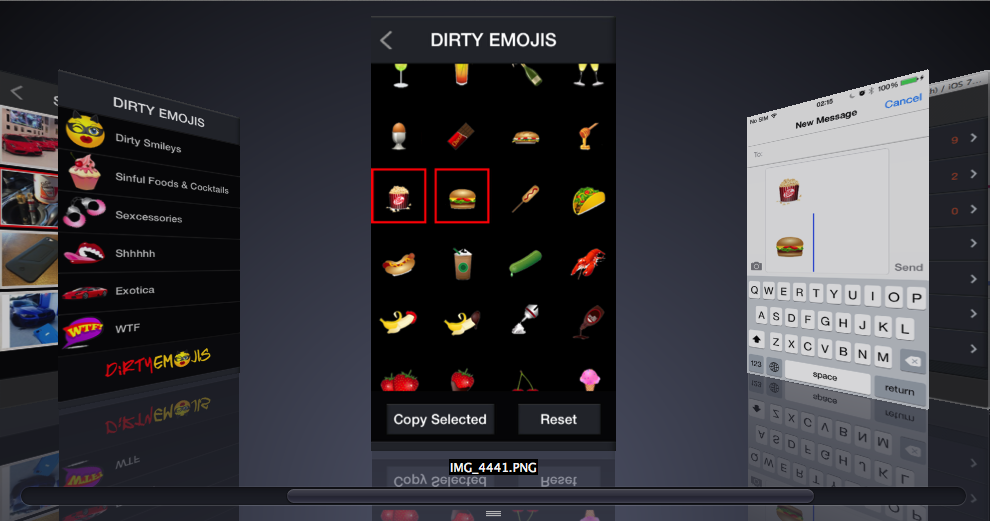 DIRTY EMOJIS
Dirty Smileys
Sinful Foods & Cocktails
Sexcessories
Shhhhh
Exotica
WTF
WTF!
DiRTYEMOJIS
DIRTY EMOJIS
Copy Selected
Reset
IMG_4441.PNG
No SIM
02:15
100%
New Message
Cancel
To:
Send
Q W E R T Y U I O P
A S D F G H J K L
Z X C V B N M
123
space
return
/ iOS 7...
9
2
0